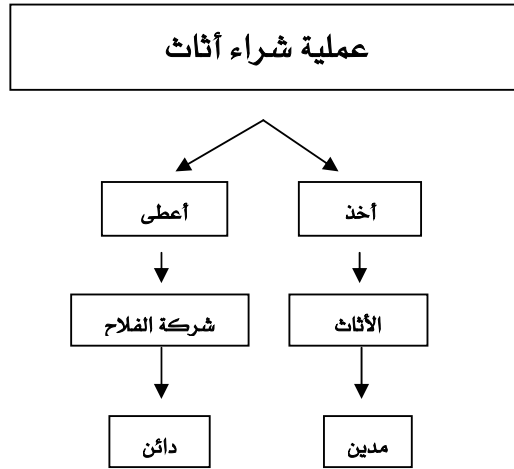 عملية شراء أثاث
أخذ
أعطى
الأثاث
شركة الفلاح
مدين
دائن